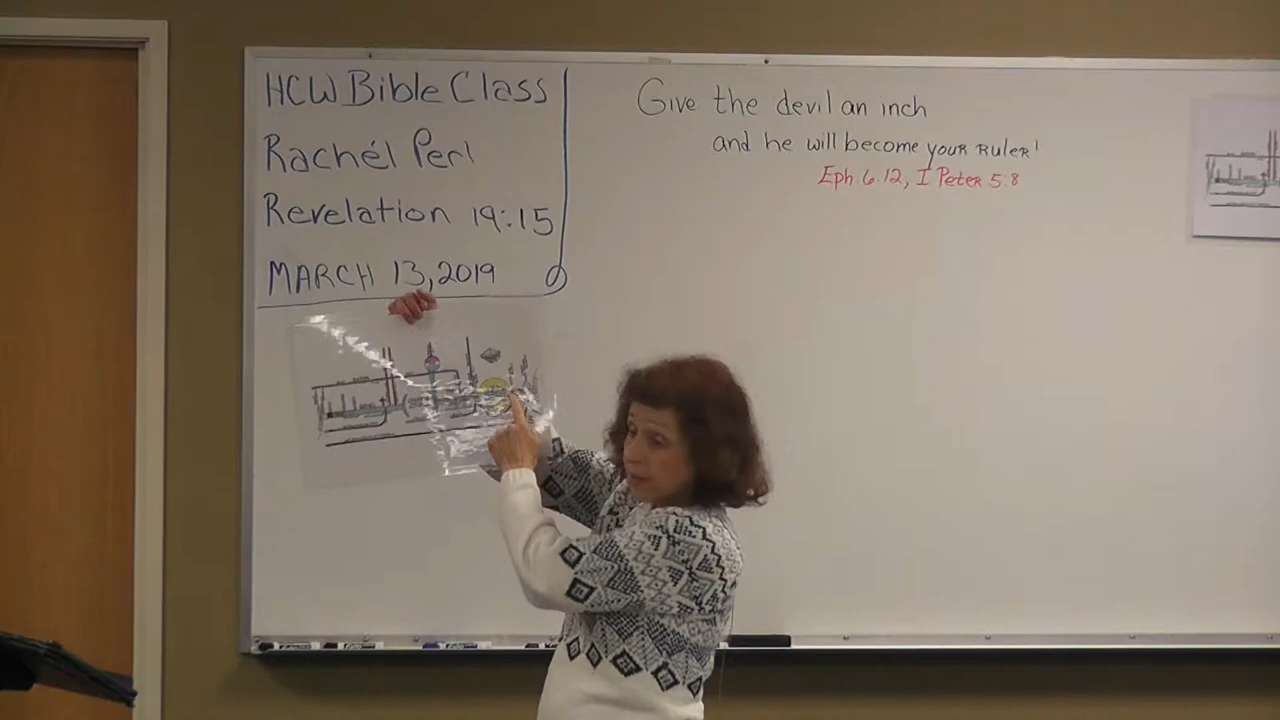 HCW Bible Class
Rachél Perl
Revelation 19:15
MARCH 13, 2019
Give the devil an inch
and he will become your RULER!
Eph 6:12, I Peter 5:8